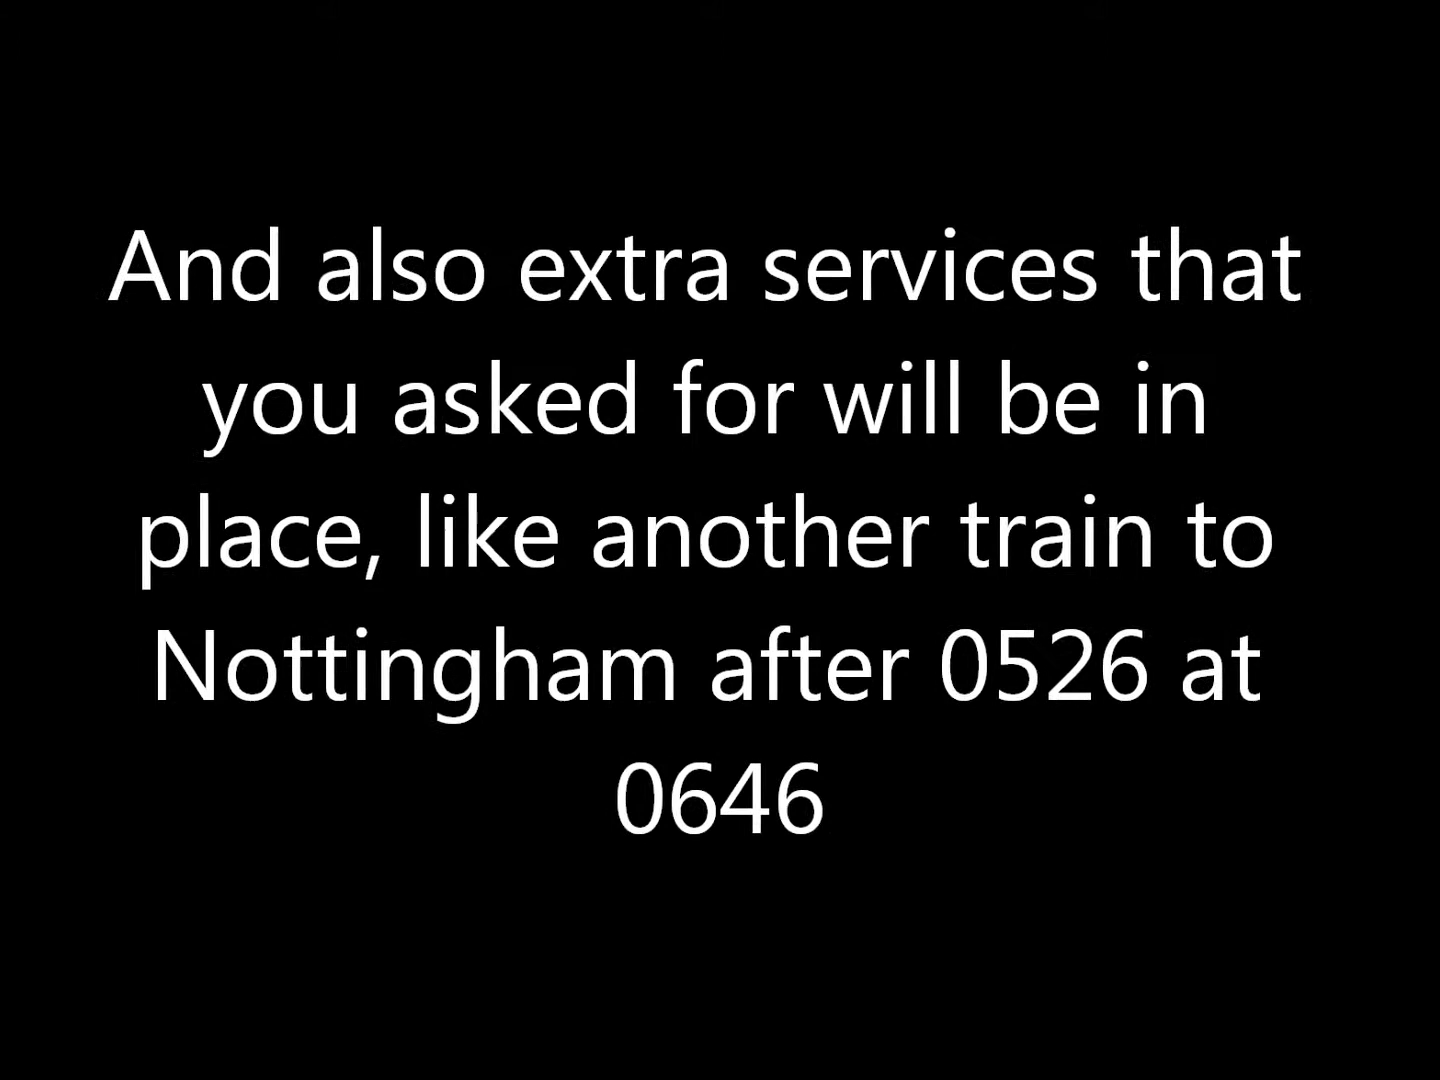 And also extra services that
you asked for will be in
place, like another train to
Nottingham after 0526 at
0646